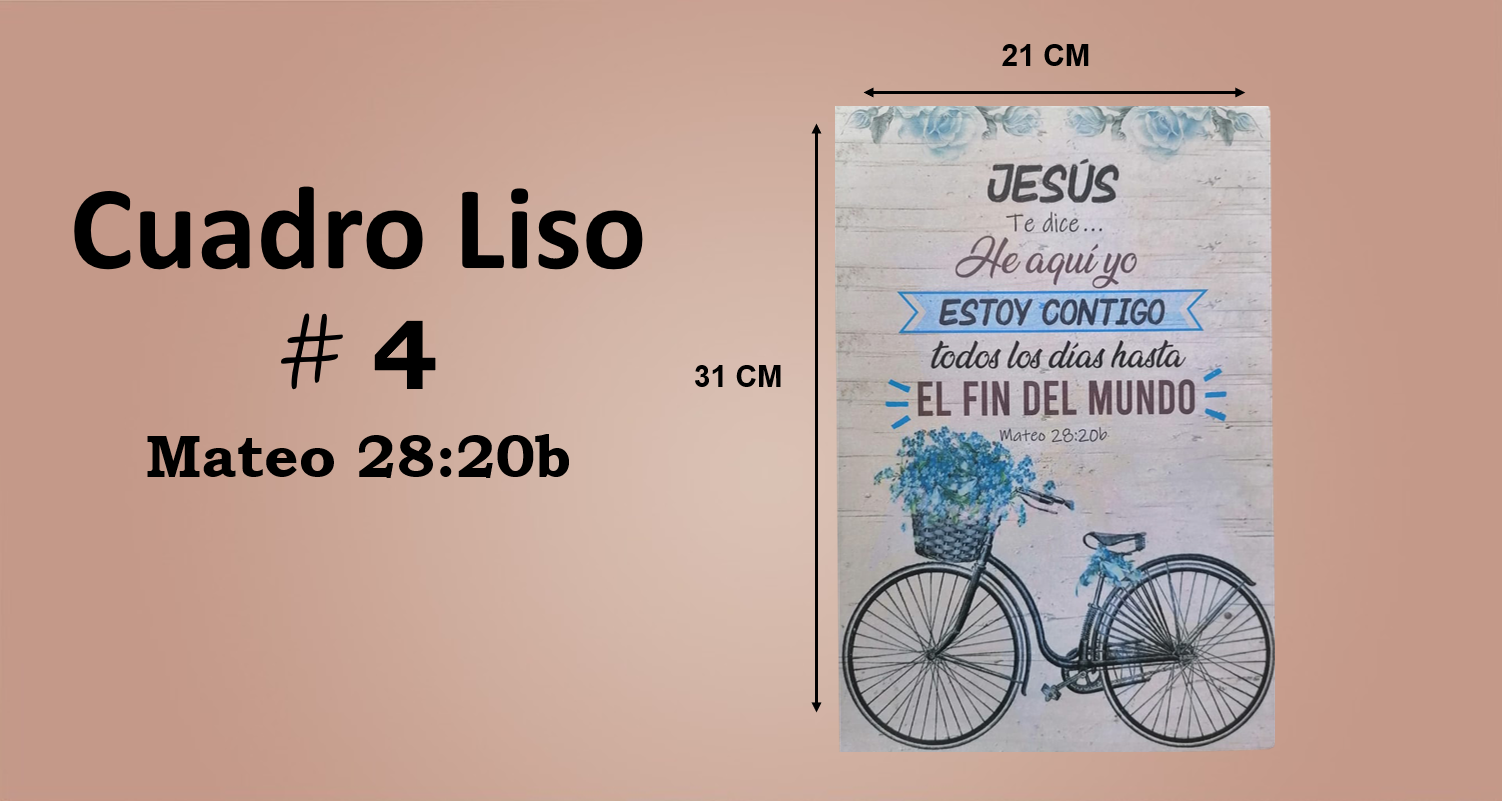 Cuadro Liso
# 4
Mateo 28:20b
21 CM
31 CM
JESÚS
Te dice...
He aquí yo
ESTOY CONTIGO
todos los días hasta
EL FIN DEL MUNDO
Mateo 28:20b